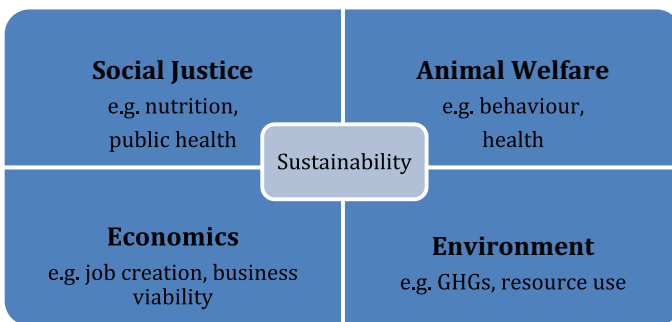 Social Justice
e.g. nutrition,
public health
Animal Welfare
e.g. behaviour,
health
Sustainability
Economics
e.g. job creation, business
viability
Environment
e.g. GHGs, resource use